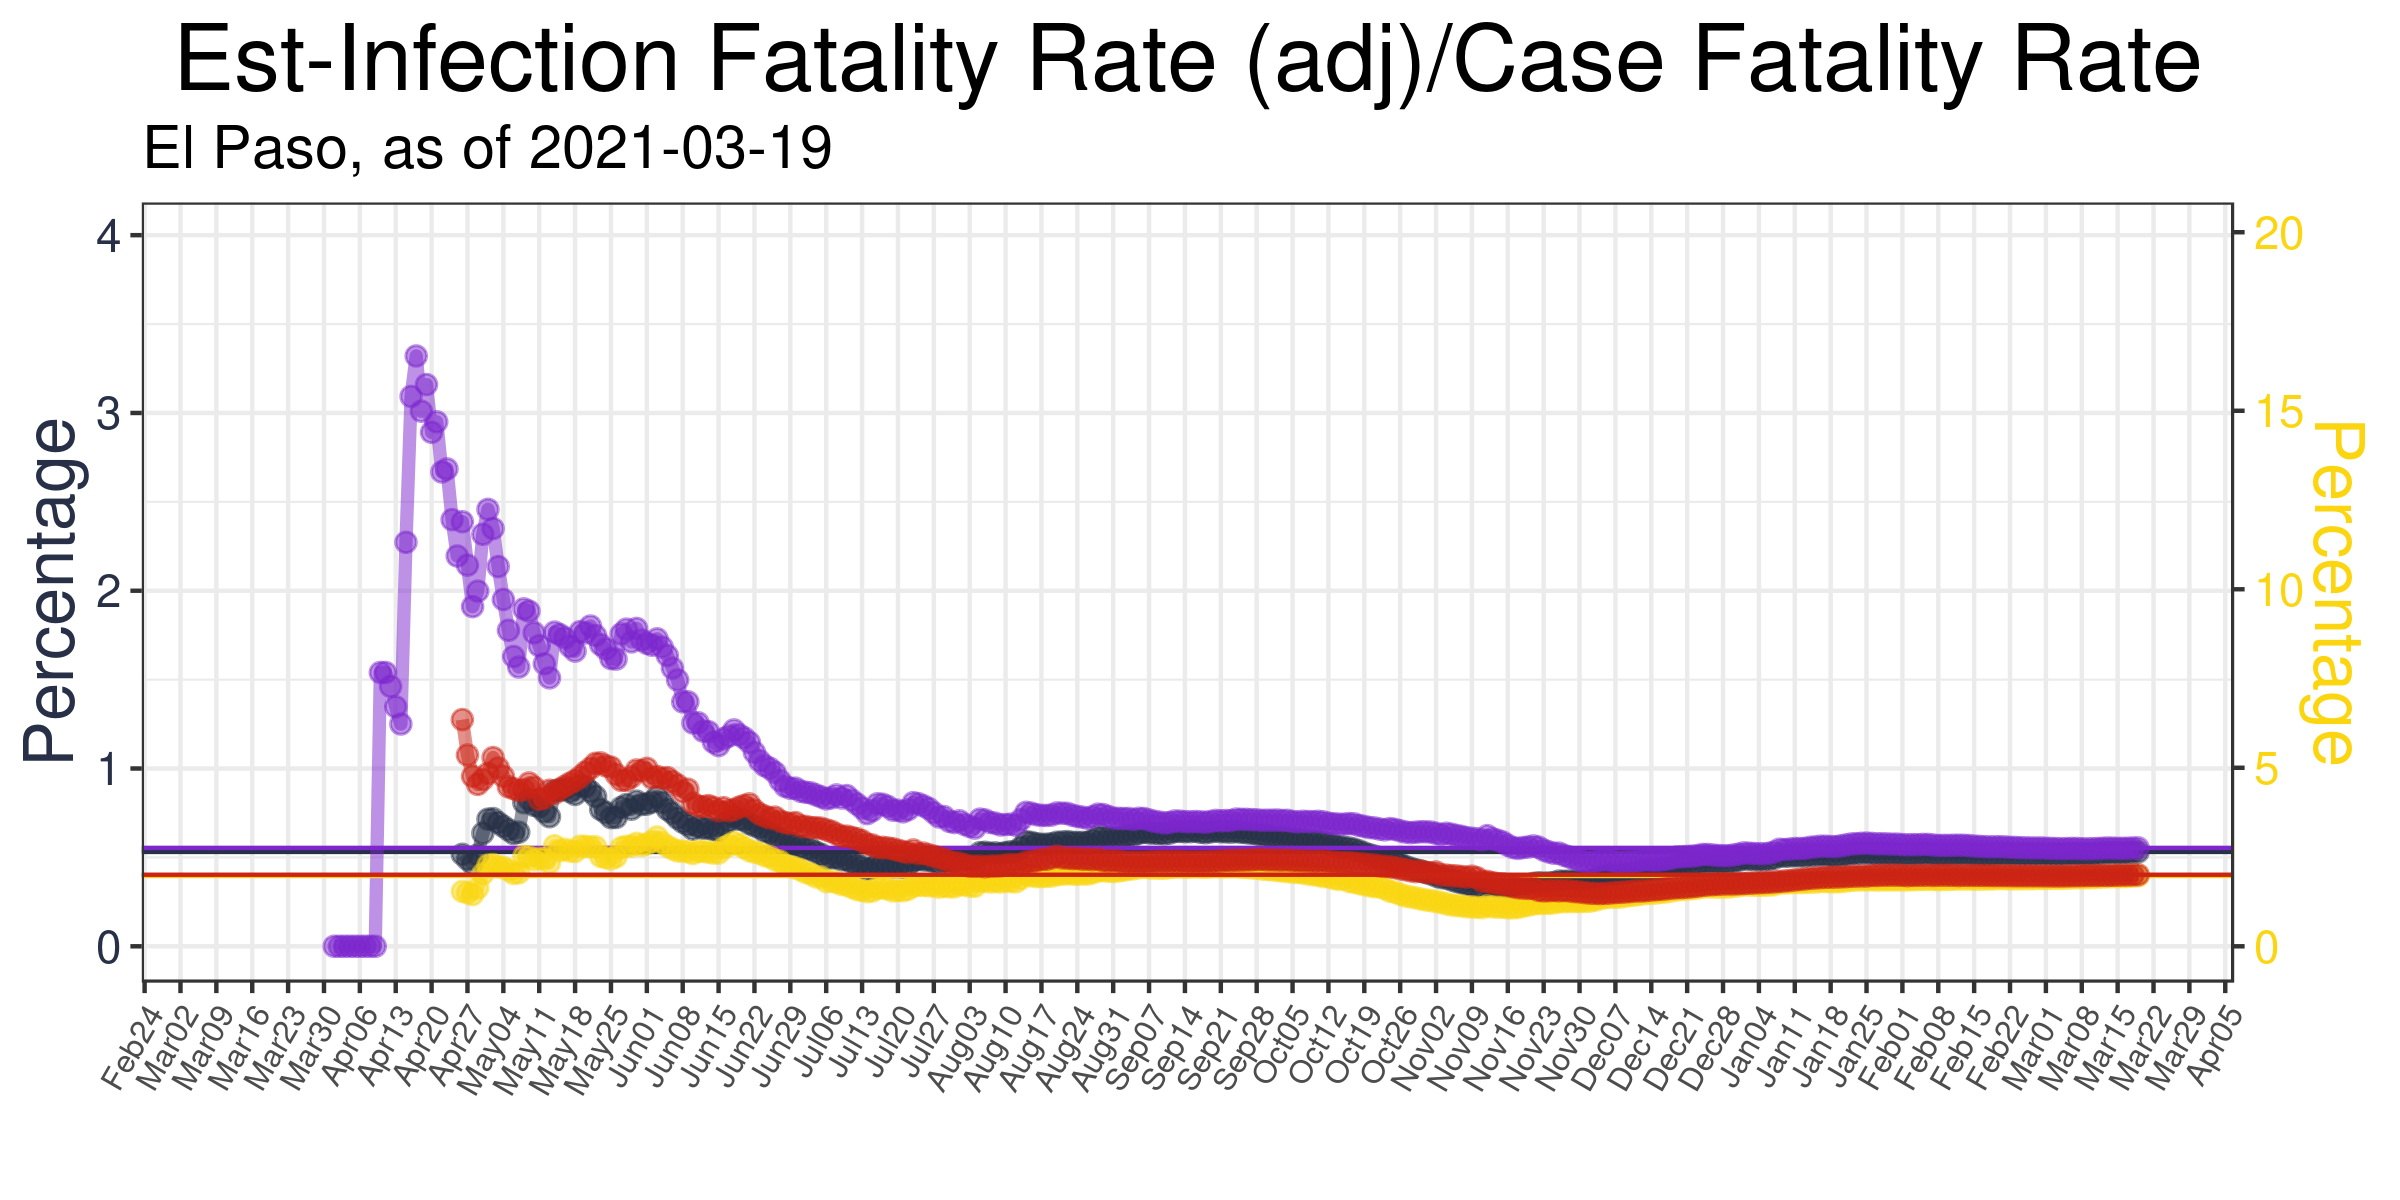 Est-Infection Fatality Rate (adj)/Case Fatality Rate
El Paso, as of 2021-03-19
Percentage
4
3
2
1
0
20
15
10
5
0
Percentage
Feb24 Mar02 Mar09 Mar16 Mar23 Mar30 Apr06 Apr13 Apr20 Apr27 May04 May11 May18 May25 Jun01 Jun08 Jun15 Jun22 Jun29 Jul06 Jul13 Jul20 Jul27 Aug03 Aug10 Aug17 Aug24 Aug31 Sep07 Sep14 Sep21 Sep28 Oct05 Oct12 Oct19 Oct26 Nov02 Nov09 Nov16 Nov23 Nov30 Dec07 Dec14 Dec21 Dec28 Jan04 Jan11 Jan18 Jan25 Feb01 Feb08 Feb15 Feb22 Mar01 Mar08 Mar15 Mar22 Mar29 Apr05